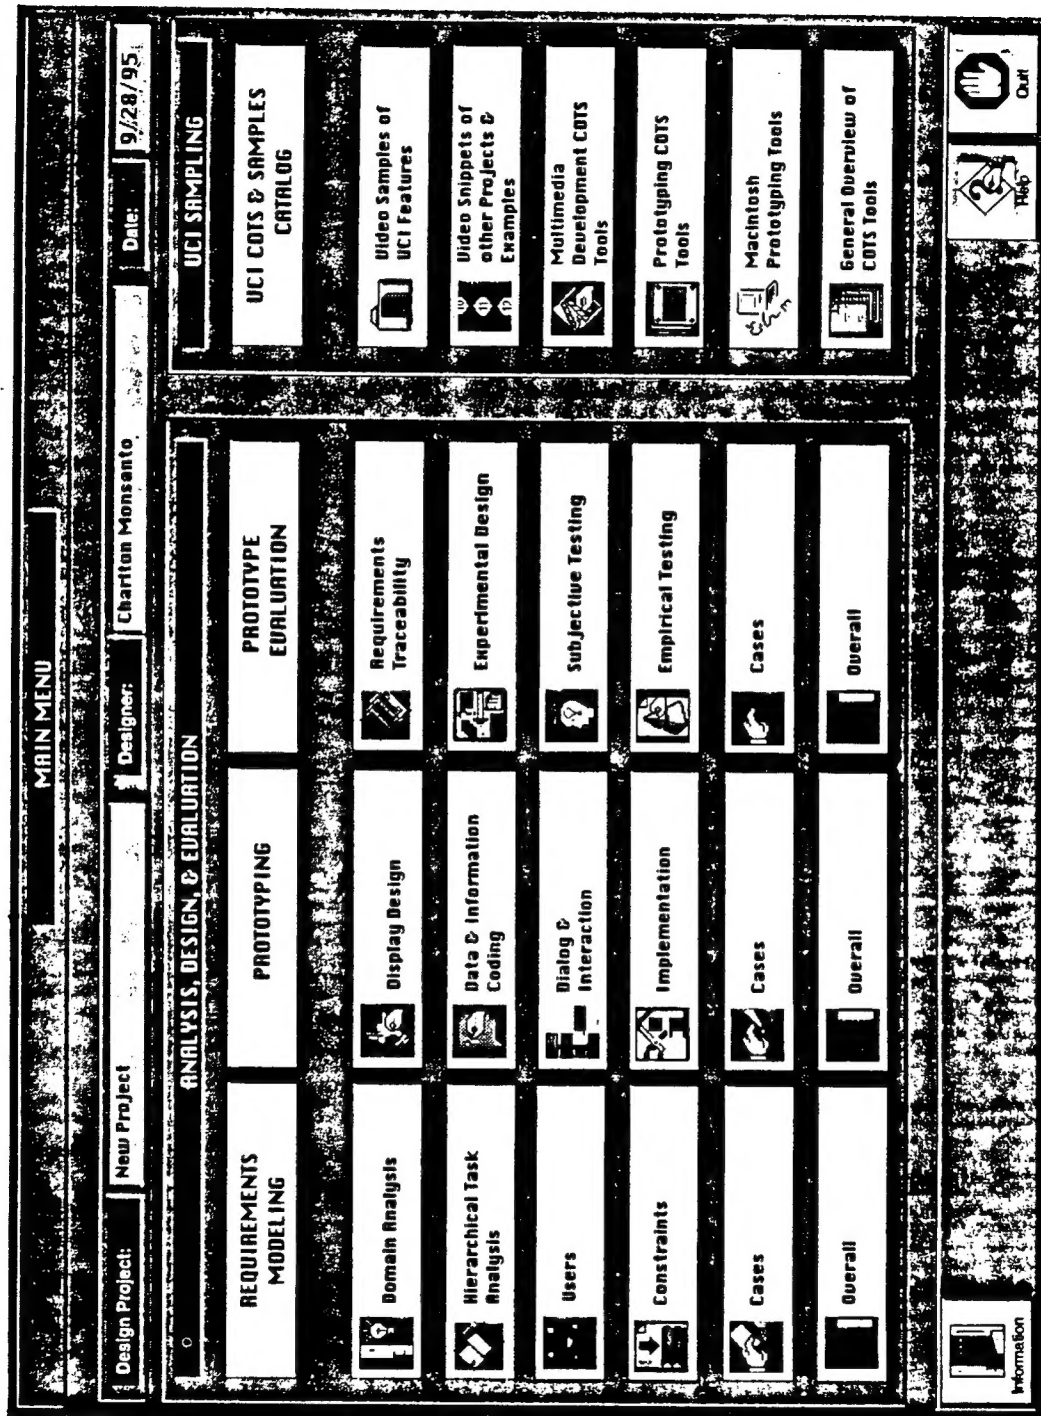 MAIN MENU
Design Project:
New Project
Designer:
Charlton Monsanto
Date:
9/28/95
ANALYSIS, DESIGN, & EVALUATION
REQUIREMENTS
MODELING
Domain Analysis
Hierarchical Task
Analysis
Users
Constraints
Cases
Overall
PROTOTYPING
Display Design
Data & Information
Coding
Dialog &
Interaction
Implementation
Cases
Overall
PROTOTYPE
EVALUATION
Requirements
Traceability
Experimental Design
Subjective Testing
Empirical Testing
Cases
Overall
UCI SAMPLING
UCI COTS & SAMPLES
CATALOG
Video Samples of
UCI Features
Video Snippets of
other Projects &
Examples
Multimedia
Development COTS
Tools
Prototyping COTS
Tools
Macintosh
Prototyping Tools
General Overview of
COTS Tools
Information
Help
Quit